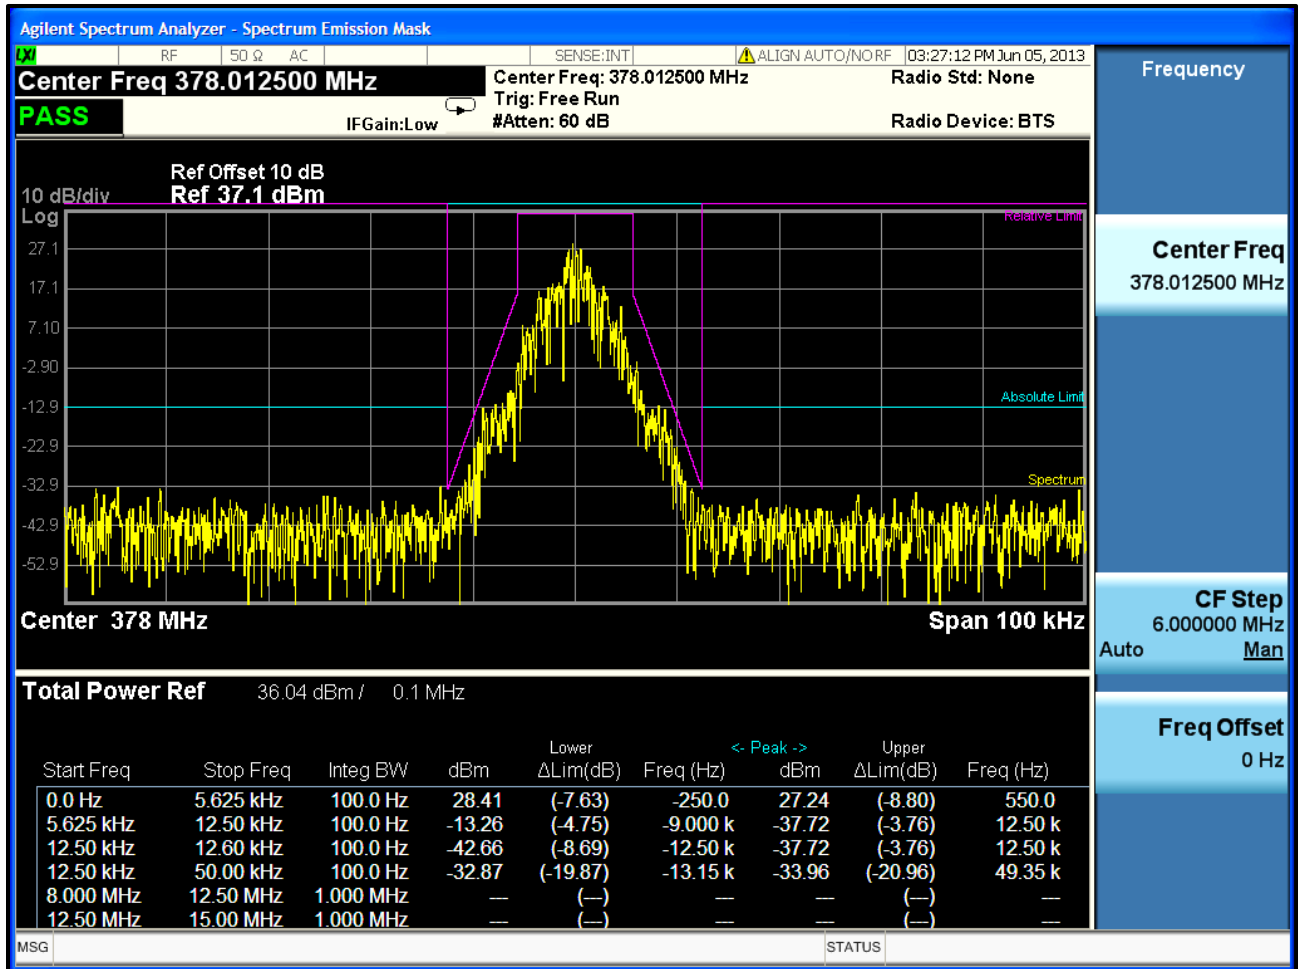 Agilent Spectrum Analyzer - Spectrum Emission Mask
LXI RF 50 Ω AC SENSE:INT ALIGN AUTO/NO RF 03:27:12 PM Jun 05, 2013
Center Freq 378.012500 MHz
Center Freq: 378.012500 MHz
Radio Std: None
Trig: Free Run
PASS
IFGain:Low
#Atten: 60 dB
Radio Device: BTS
Ref Offset 10 dB
10 dB/div Ref 37.1 dBm
Log
Relative Limit
27.1
17.1
7.10
-2.90
Absolute Limit
-12.9
-22.9
Spectrum
-32.9
-42.9
-52.9
Center 378 MHz Span 100 kHz
Total Power Ref 36.04 dBm / 0.1 MHz
Lower <- Peak -> Upper
Start Freq Stop Freq Integ BW dBm ΔLim(dB) Freq (Hz) dBm ΔLim(dB) Freq (Hz)
0.0 Hz 5.625 kHz 100.0 Hz 28.41 (-7.63) -250.0 27.24 (-8.80) 550.0
5.625 kHz 12.50 kHz 100.0 Hz -13.26 (-4.75) -9.000 k -37.72 (-3.76) 12.50 k
12.50 kHz 12.60 kHz 100.0 Hz -42.66 (-8.69) -12.50 k -37.72 (-3.76) 12.50 k
12.50 kHz 50.00 kHz 100.0 Hz -32.87 (-19.87) -13.15 k -33.96 (-20.96) 49.35 k
8.000 MHz 12.50 MHz 1.000 MHz --- (---) --- --- (---) ---
12.50 MHz 15.00 MHz 1.000 MHz --- (---) --- --- (---) ---
MSG STATUS
Frequency
Center Freq
378.012500 MHz
CF Step
6.000000 MHz
Auto Man
Freq Offset
0 Hz